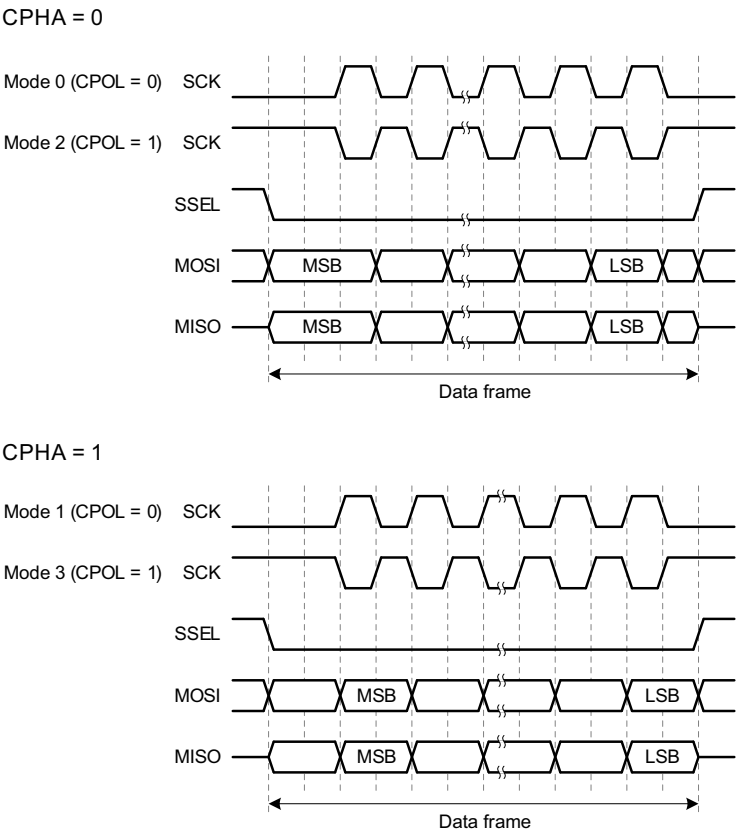 CPHA = 0
Mode 0 (CPOL = 0) SCK
Mode 2 (CPOL = 1) SCK
SSEL
MOSI MSB LSB
MISO MSB LSB
Data frame
CPHA = 1
Mode 1 (CPOL = 0) SCK
Mode 3 (CPOL = 1) SCK
SSEL
MOSI MSB LSB
MISO MSB LSB
Data frame